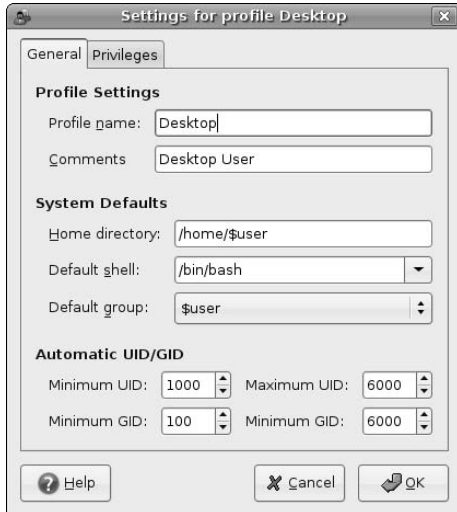 Settings for profile Desktop
General Privileges
Profile Settings
Profile name: Desktop
Comments Desktop User
System Defaults
Home directory: /home/$user
Default shell: /bin/bash
Default group: $user
Automatic UID/GID
Minimum UID: 1000 Maximum UID: 6000
Minimum GID: 100 Minimum GID: 6000
Help Cancel OK